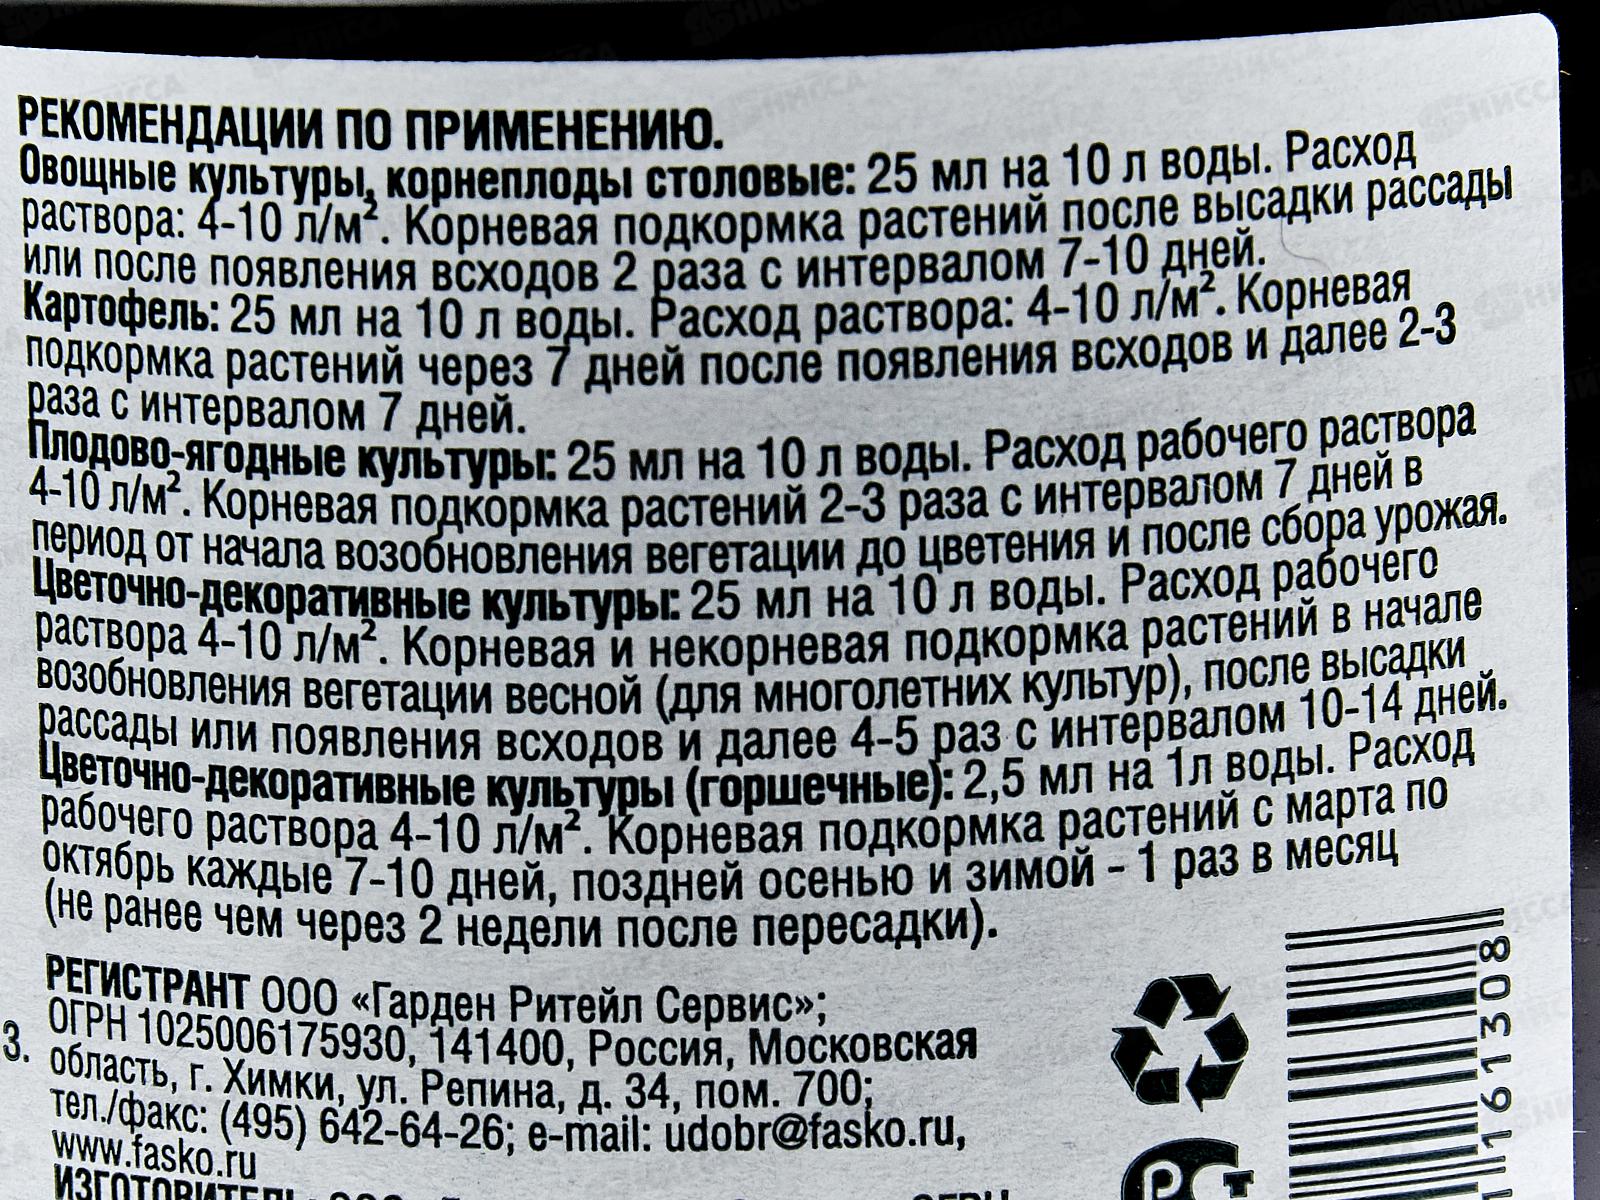 РЕКОМЕНДАЦИИ ПО ПРИМЕНЕНИЮ.
Овощные культуры, корнеплоды столовые: 25 мл на 10 л воды. Расход
раствора: 4-10 л/м². Корневая подкормка растений после высадки рассады
или после появления всходов 2 раза с интервалом 7-10 дней.
Картофель: 25 мл на 10 л воды. Расход раствора: 4-10 л/м². Корневая
подкормка растений через 7 дней после появления всходов и далее 2-3
раза с интервалом 7 дней.
Плодово-ягодные культуры: 25 мл на 10 л воды. Расход рабочего раствора
4-10 л/м². Корневая подкормка растений 2-3 раза с интервалом 7 дней в
период от начала возобновления вегетации до цветения и после сбора урожая.
Цветочно-декоративные культуры: 25 мл на 10 л воды. Расход рабочего
раствора 4-10 л/м². Корневая и некорневая подкормка растений в начале
возобновления вегетации весной (для многолетних культур), после высадки
рассады или появления всходов и далее 4-5 раз с интервалом 10-14 дней.
Цветочно-декоративные культуры (горшечные): 2,5 мл на 1л воды. Расход
рабочего раствора 4-10 л/м². Корневая подкормка растений с марта по
октябрь каждые 7-10 дней, поздней осенью и зимой - 1 раз в месяц
(не ранее чем через 2 недели после пересадки).
РЕГИСТРАНТ ООО «Гарден Ритейл Сервис»;
ОГРН 1025006175930, 141400, Россия, Московская
3. область, г. Химки, ул. Репина, д. 34, пом. 700;
тел./факс: (495) 642-64-26; e-mail: udobr@fasko.ru,
www.fasko.ru
ИЗГОТОВИТЕЛЬ: ООО
161308
РСТ
БНИССА